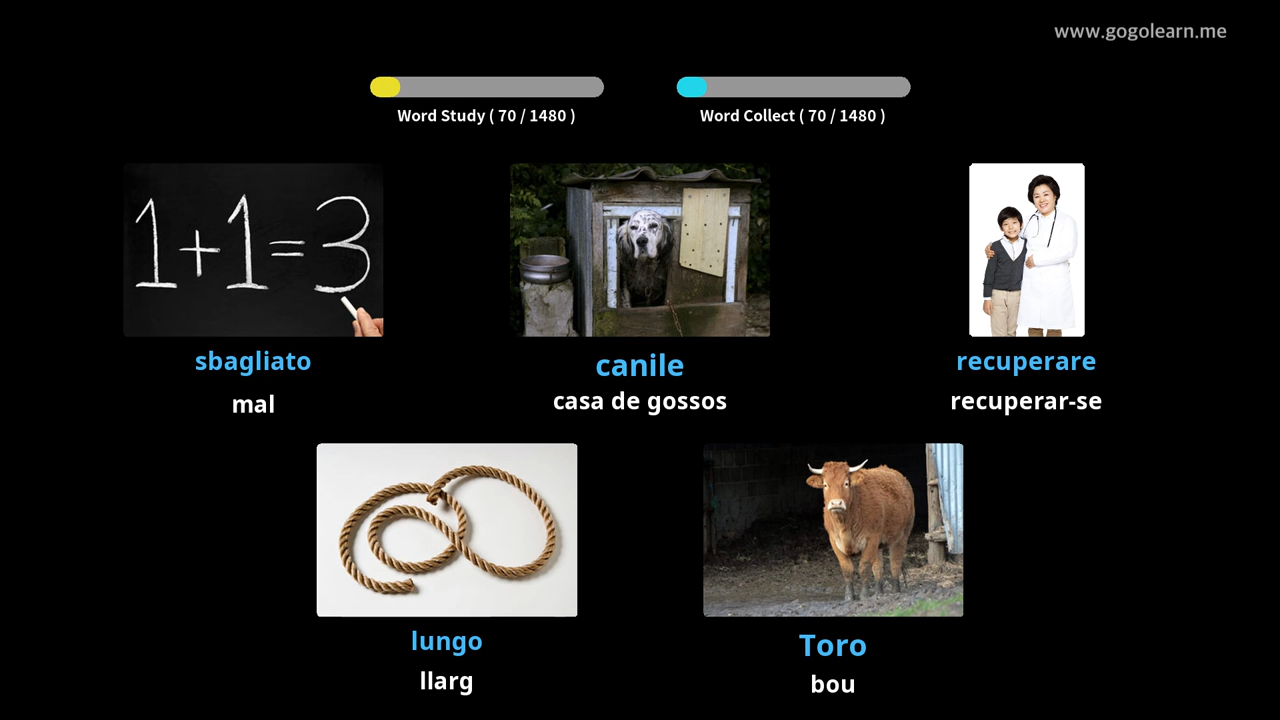 www.gogolearn.me
Word Study ( 70 / 1480 )
Word Collect ( 70 / 1480 )
1+1=3
sbagliato
mal
canile
casa de gossos
recuperare
recuperar-se
lungo
llarg
Toro
bou